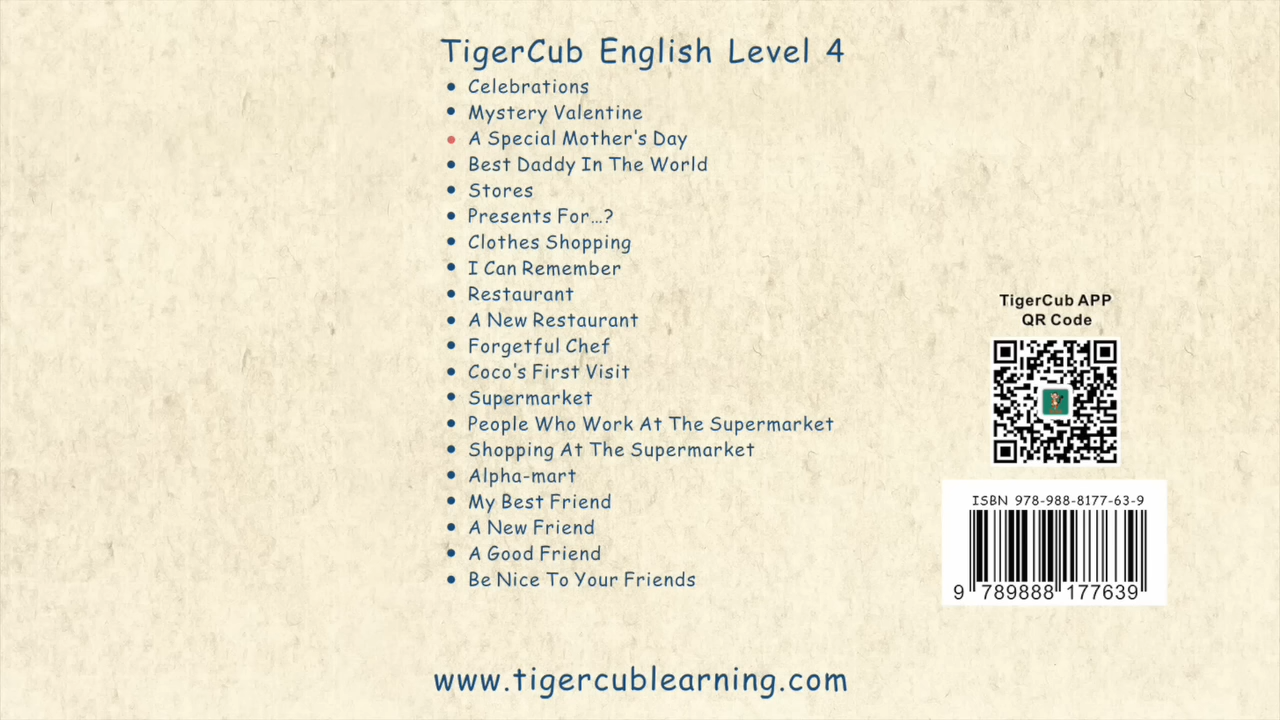 TigerCub English Level 4
• Celebrations
• Mystery Valentine
• A Special Mother's Day
• Best Daddy In The World
• Stores
• Presents For...?
• Clothes Shopping
• I Can Remember
• Restaurant
• A New Restaurant
• Forgetful Chef
• Coco's First Visit
• Supermarket
• People Who Work At The Supermarket
• Shopping At The Supermarket
• Alpha-mart
• My Best Friend
• A New Friend
• A Good Friend
• Be Nice To Your Friends
TigerCub APP
QR Code
ISBN 978-988-8177-63-9
9 789888 177639
www.tigercublearning.com